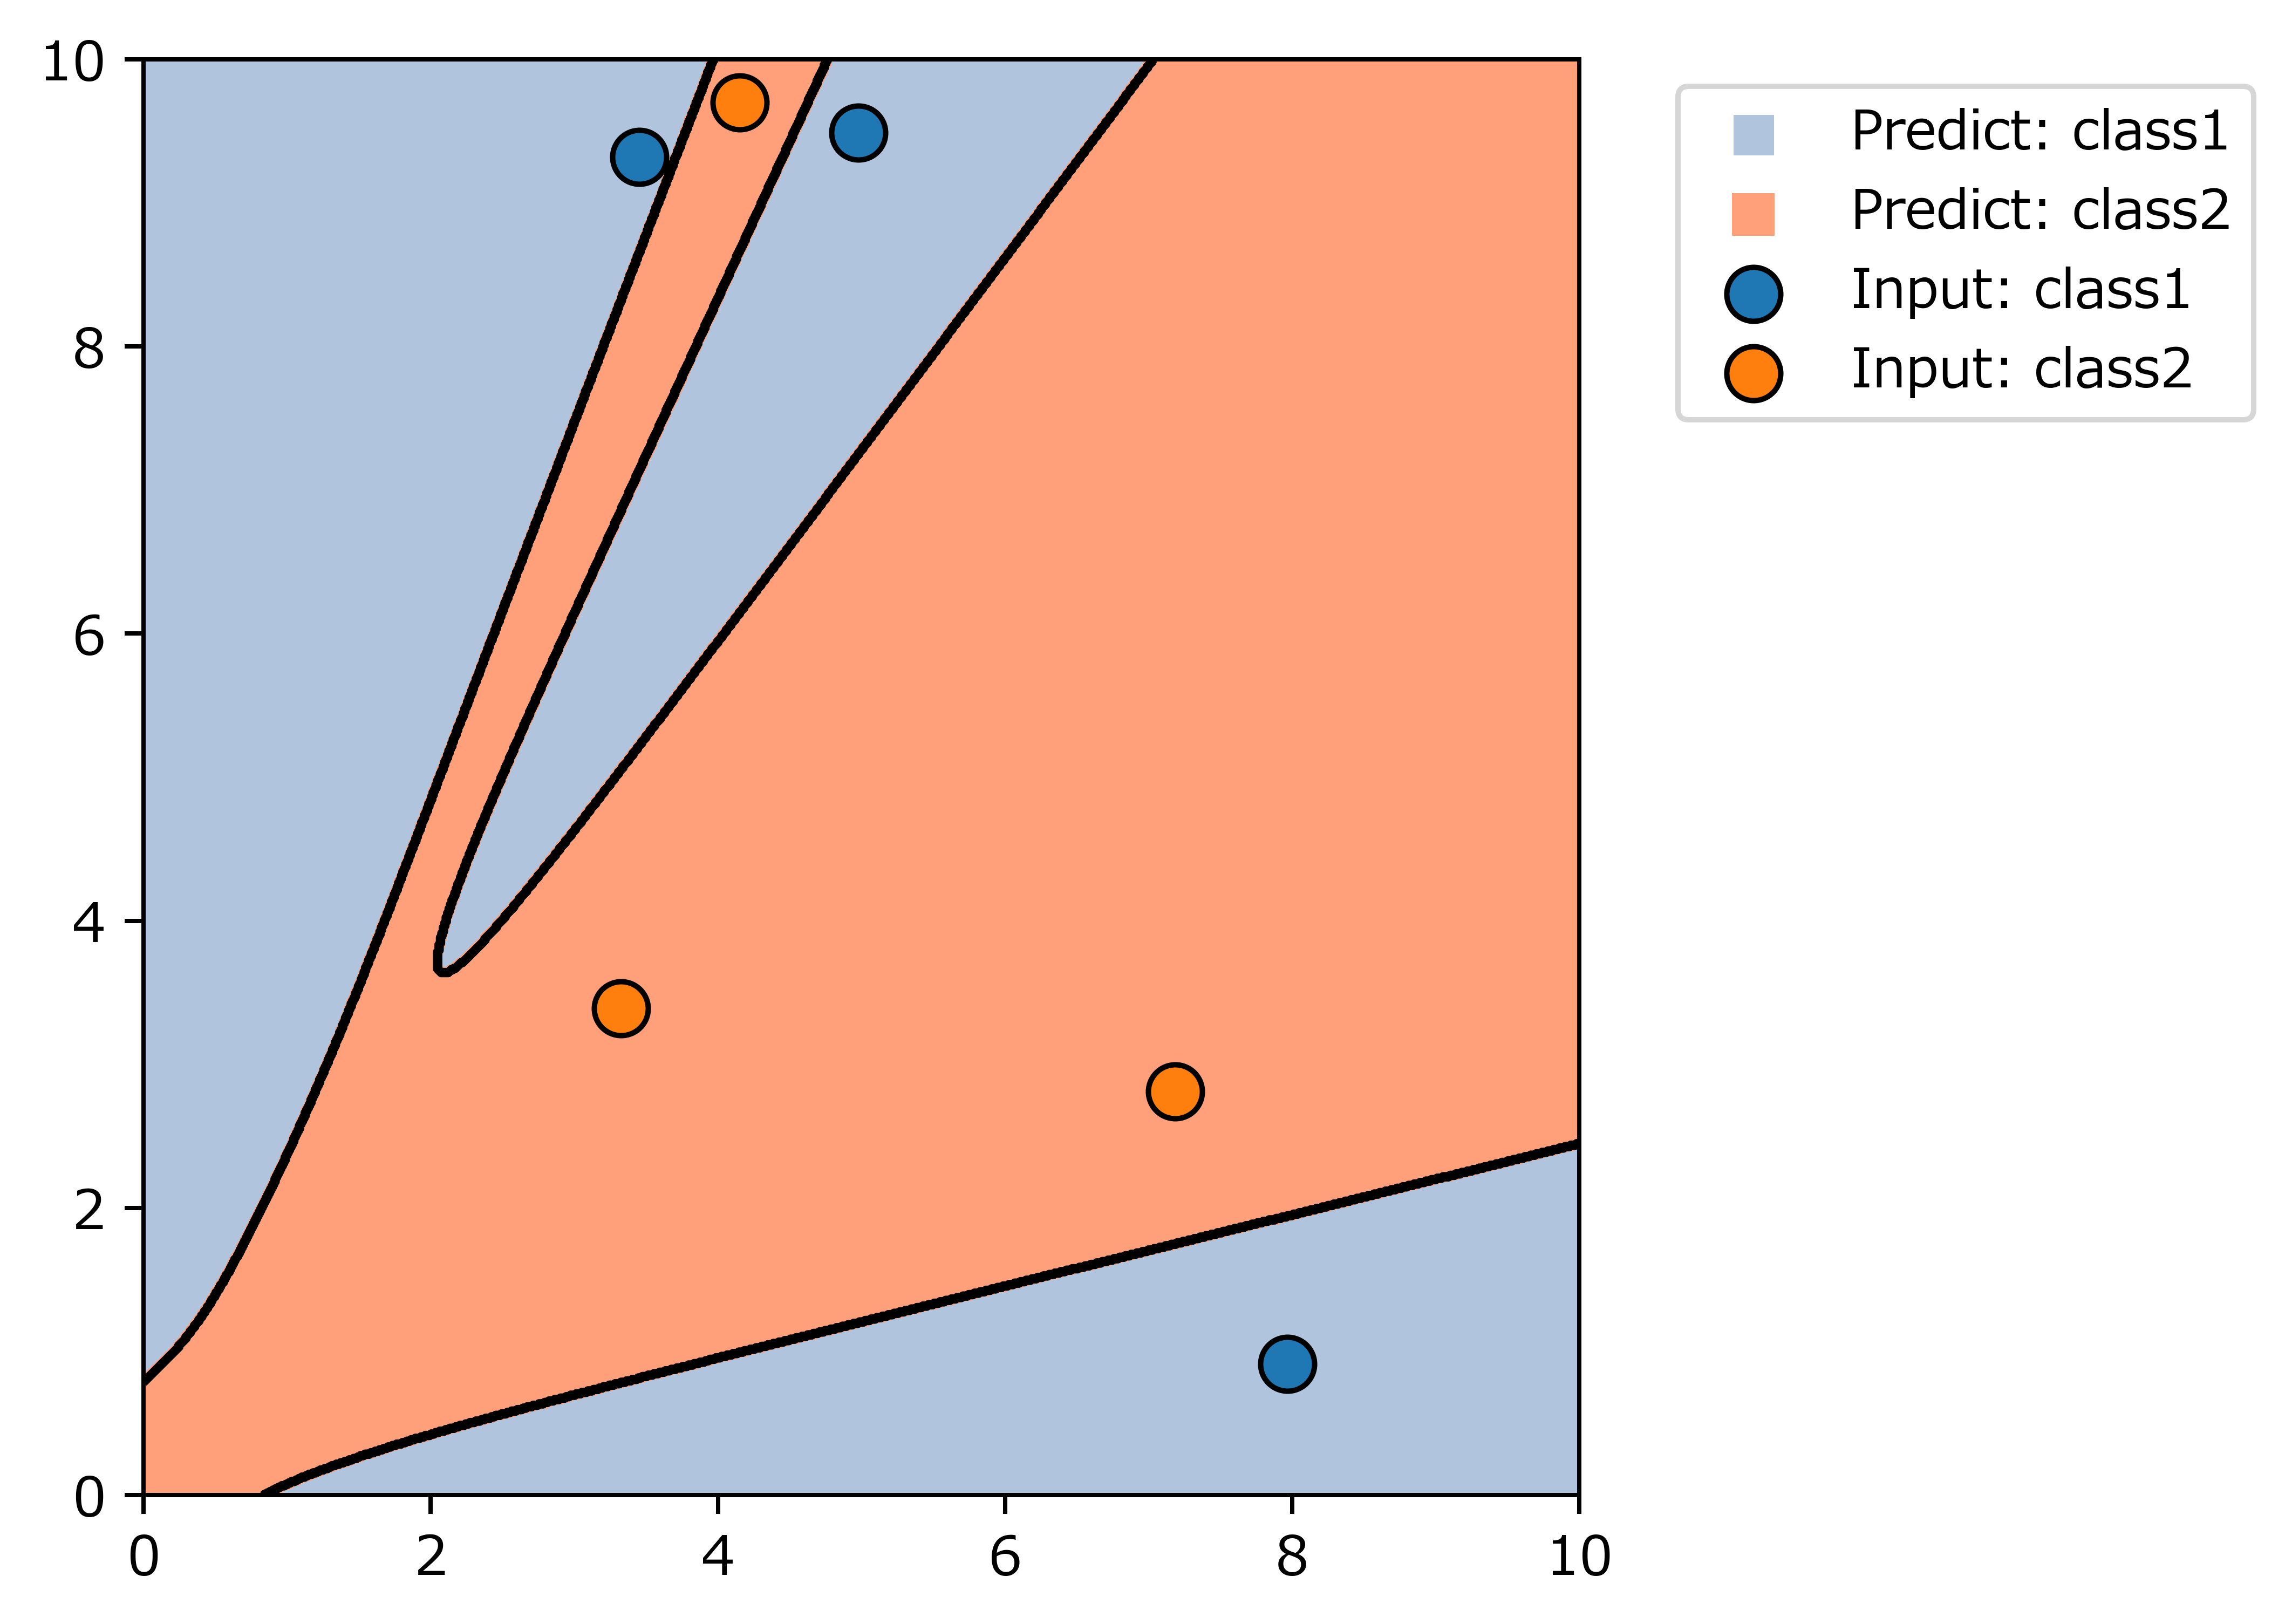 10
8
6
4
2
0
0 2 4 6 8 10
Predict: class1
Predict: class2
Input: class1
Input: class2